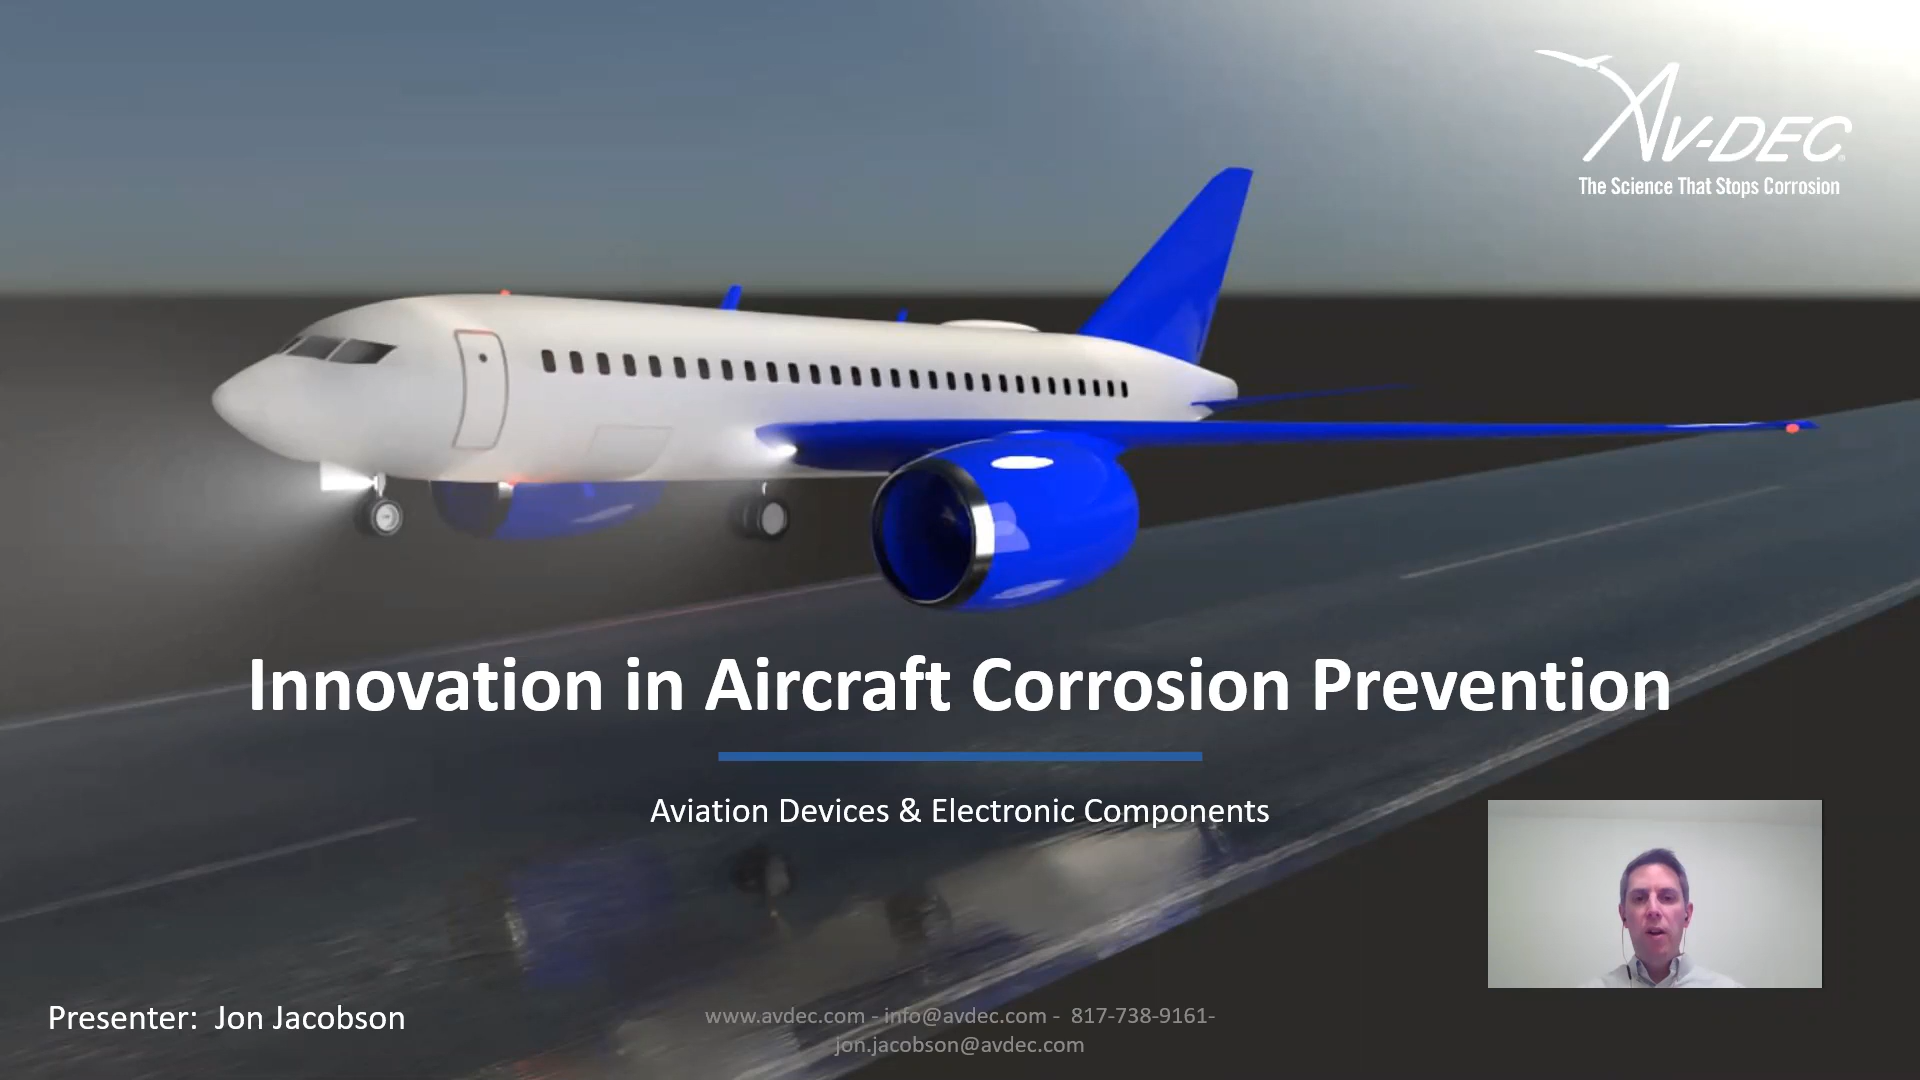 AV-DEC
The Science That Stops Corrosion
Innovation in Aircraft Corrosion Prevention
Aviation Devices & Electronic Components
Presenter:  Jon Jacobson
www.avdec.com - info@avdec.com -  817-738-9161-
jon.jacobson@avdec.com